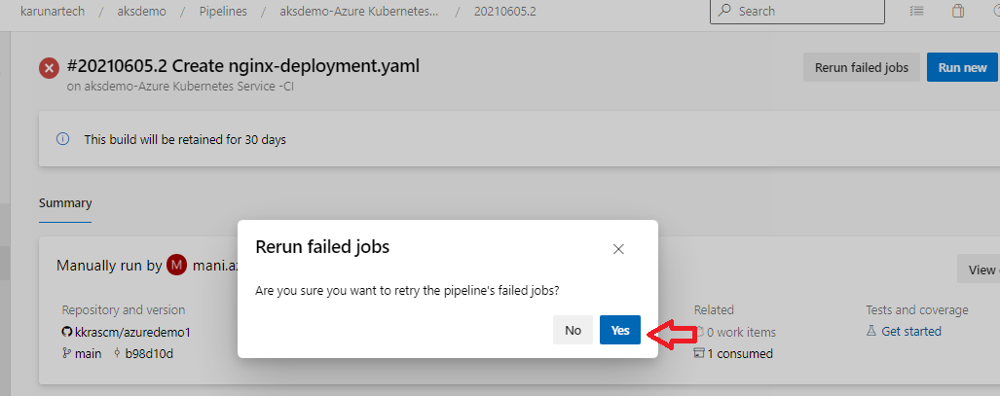 karunartech / aksdemo / Pipelines / aksdemo-Azure Kubernetes... / 20210605.2
Search
#20210605.2 Create nginx-deployment.yaml
on aksdemo-Azure Kubernetes Service -CI
Rerun failed jobs
Run new
This build will be retained for 30 days
Summary
Rerun failed jobs
Are you sure you want to retry the pipeline's failed jobs?
No
Yes
Manually run by M mani.a
View
Repository and version
kkrascm/azuredemo1
main b98d10d
Related
0 work items
1 consumed
Tests and coverage
Get started